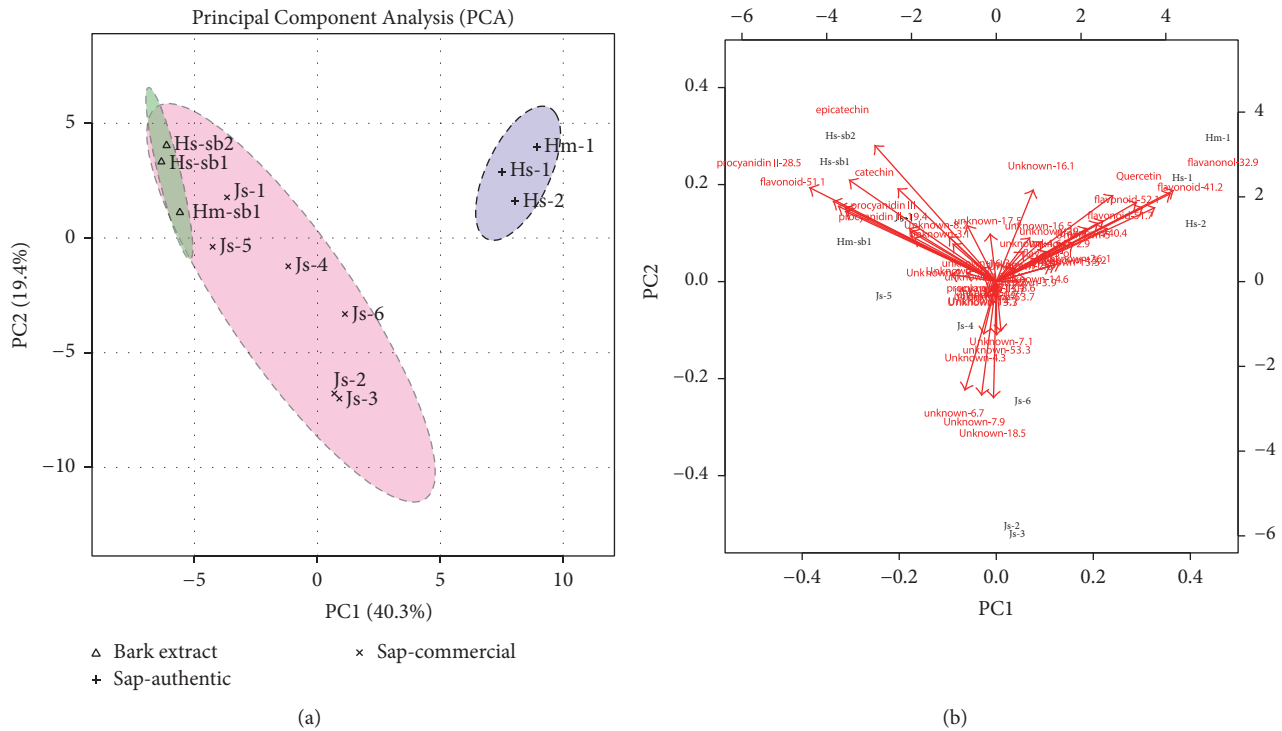 Principal Component Analysis (PCA)
5
0
−5
−10
PC2 (19.4%)
Hs-sb2
Hs-sb1
Hm-sb1
Js-1
Js-5
Js-4
Js-6
Js-2
Js-3
Hm-1
Hs-1
Hs-2
−5
0
5
10
PC1 (40.3%)
Bark extract
Sap-commercial
Sap-authentic
(a)
−6 −4 −2 0 2 4
0.4
0.2
0.0
−0.2
−0.4
PC2
4
2
0
−2
−4
−6
epicatechin
Hs-sb2
Hs-sb1
procyanidin II-28.5
catechin
flavonoid-51.1
procyanidin III
Hm-sb1
Js-5
Js-4
Unknown-16.1
Hm-1
flavanonol-32.9
Quercetin
Hs-1
flavonoid-41.2
Hs-2
unknown-17.5
unknown-16.5
Unknown-7.1
unknown-53.3
Unknown-4.3
Js-6
unknown-6.7
Unknown-7.9
Unknown-18.5
Js-2
Js-3
−0.4 −0.2 0.0 0.2 0.4
PC1
(b)